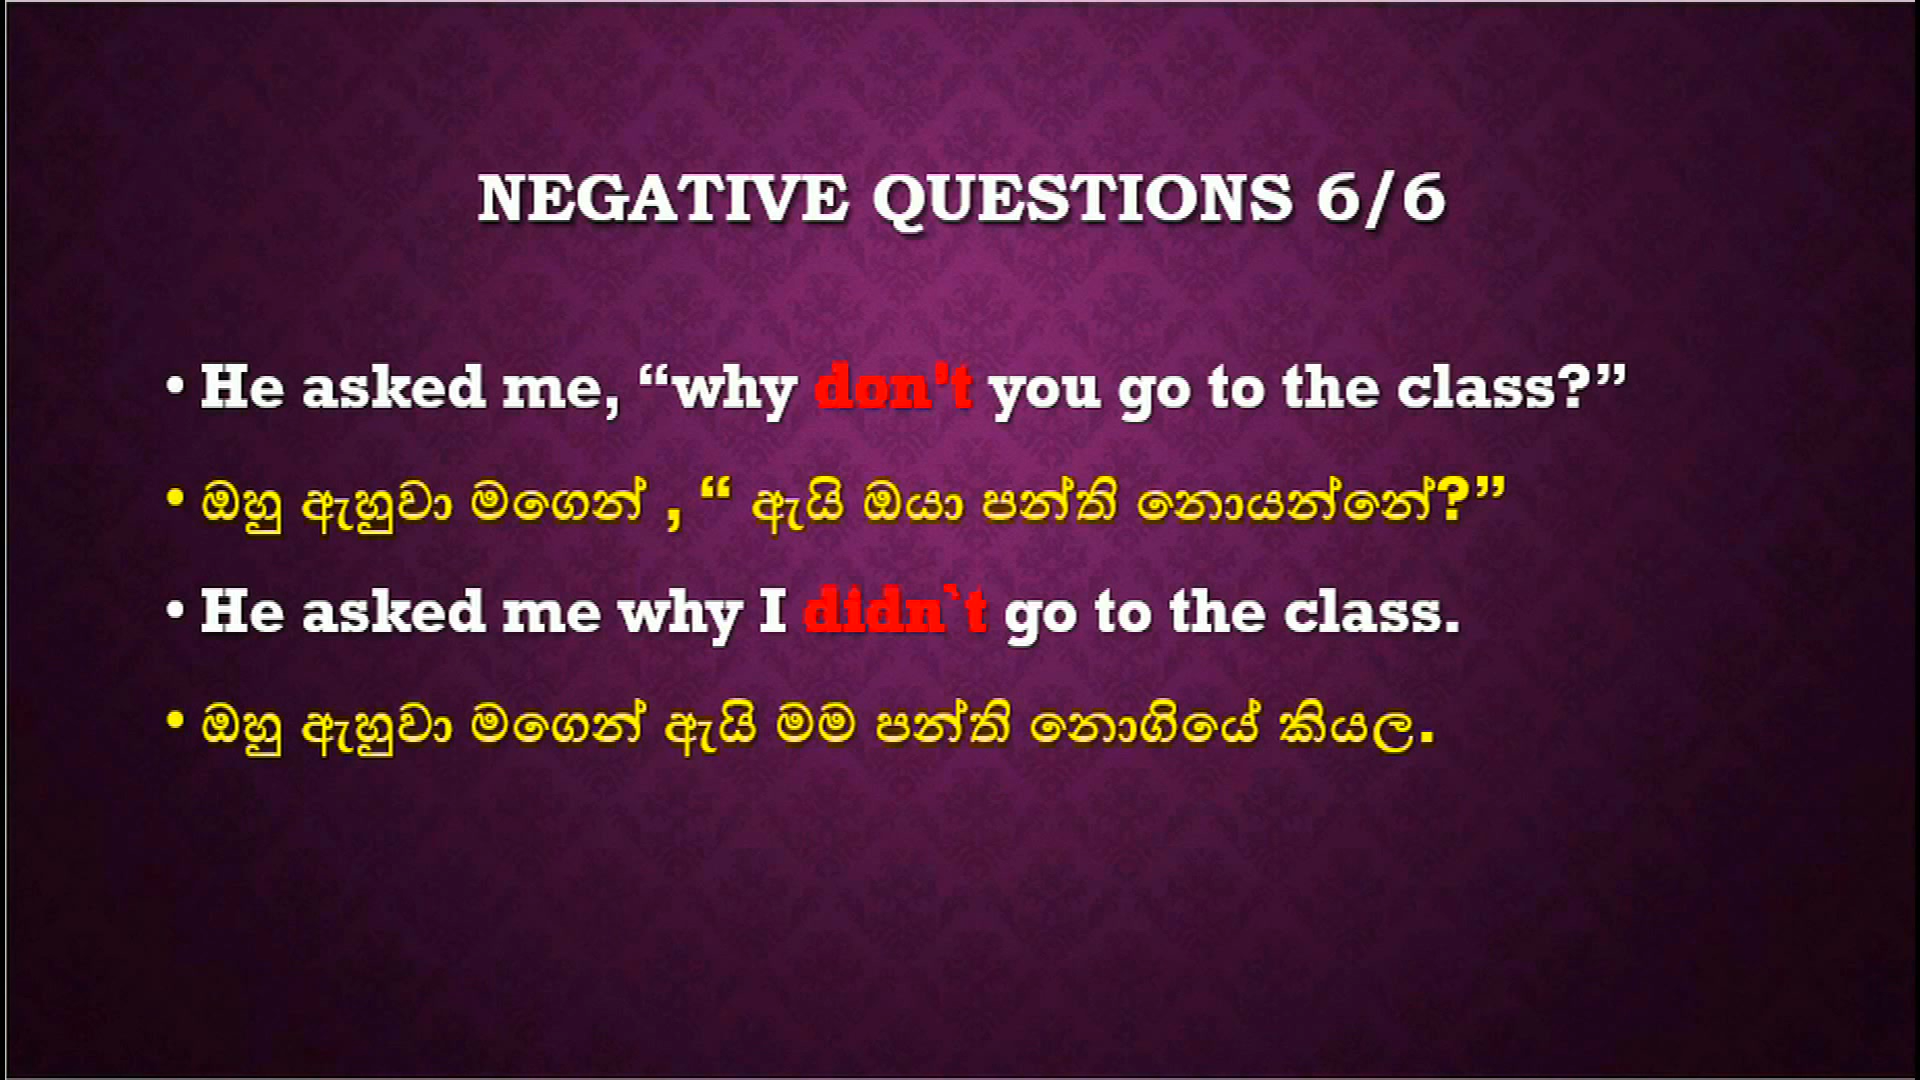 NEGATIVE QUESTIONS 6/6
• He asked me, “why don't you go to the class?”
• ඔහු ඇහුවා මගෙන් , “ ඇයි ඔයා පන්ති නොයන්නේ?”
• He asked me why I didn`t go to the class.
• ඔහු ඇහුවා මගෙන් ඇයි මම පන්ති නොගියේ කියල.